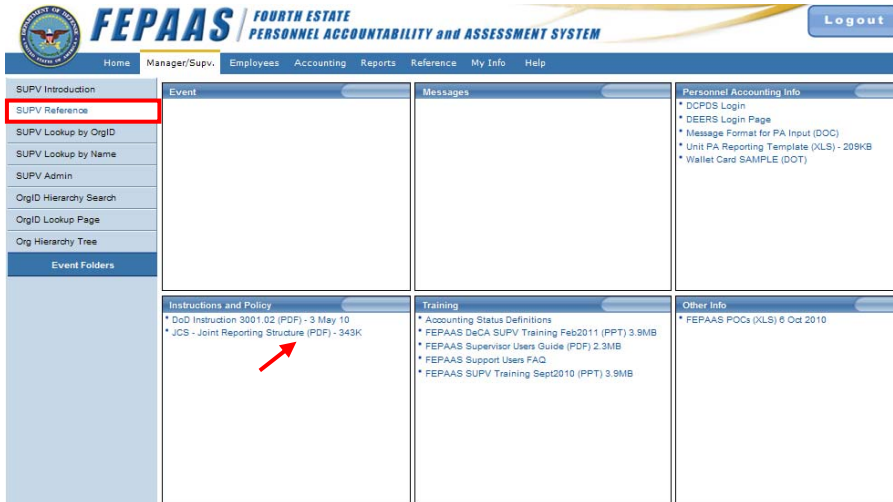 FEPAAS FOURTH ESTATE
PERSONNEL ACCOUNTABILITY and ASSESSMENT SYSTEM
Logout
Home Manager/Supv. Employees Accounting Reports Reference My Info Help
SUPV Introduction
SUPV Reference
SUPV Lookup by OrgID
SUPV Lookup by Name
SUPV Admin
OrgID Hierarchy Search
OrgID Lookup Page
Org Hierarchy Tree
Event Folders
Event
Messages
Personnel Accounting Info
DCPDS Login
DEERS Login Page
Message Format for PA Input (DOC)
Unit PA Reporting Template (XLS) - 209KB
Wallet Card SAMPLE (DOT)
Instructions and Policy
DoD Instruction 3001.02 (PDF) - 3 May 10
JCS - Joint Reporting Structure (PDF) - 343K
Training
Accounting Status Definitions
FEPAAS DeCA SUPV Training Feb2011 (PPT) 3.9MB
FEPAAS Supervisor Users Guide (PDF) 2.3MB
FEPAAS Support Users FAQ
FEPAAS SUPV Training Sept2010 (PPT) 3.9MB
Other Info
FEPAAS POCs (XLS) 6 Oct 2010